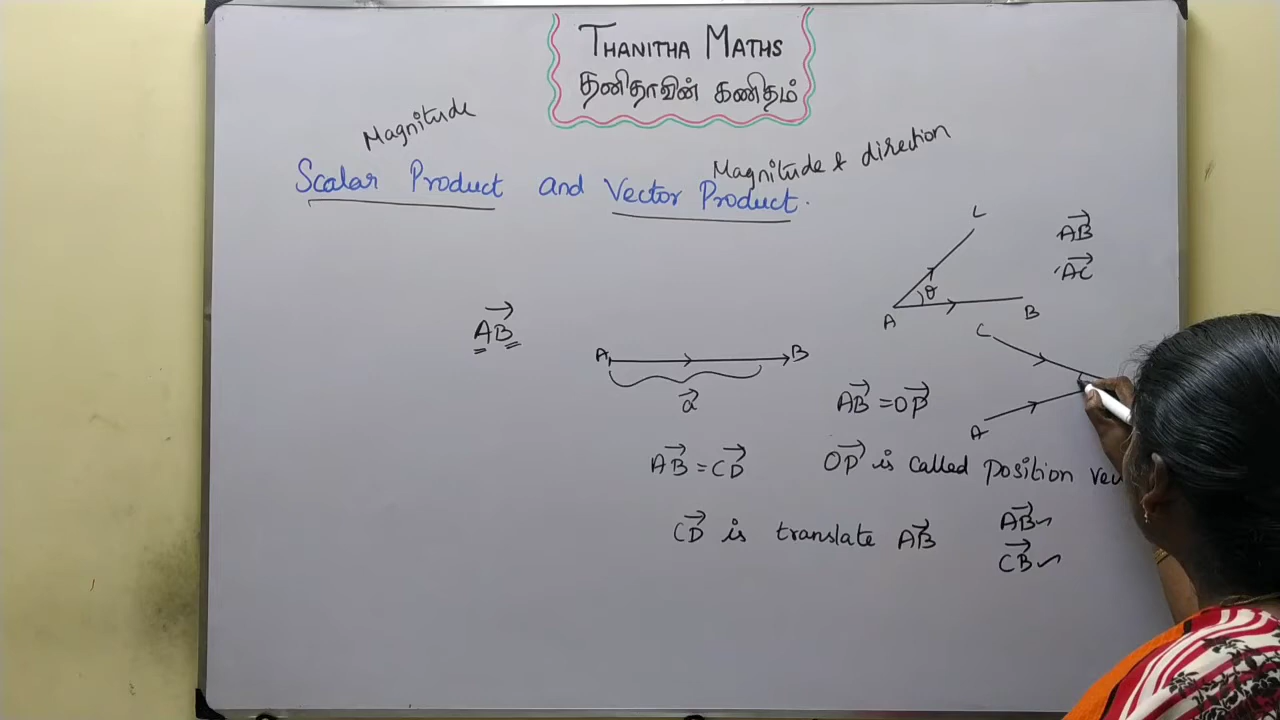 THANITHA MATHS
தனிதாவின் கணிதம்
Magnitude
Magnitude & direction
Scalar Product and Vector Product.
C
θ
A
B
AB→
AC→
AB→
A
B
a→
C
A
AB→ = OP→
AB→ = CD→
OP→ is called position
CD→ is translate AB→
AB→
CB→